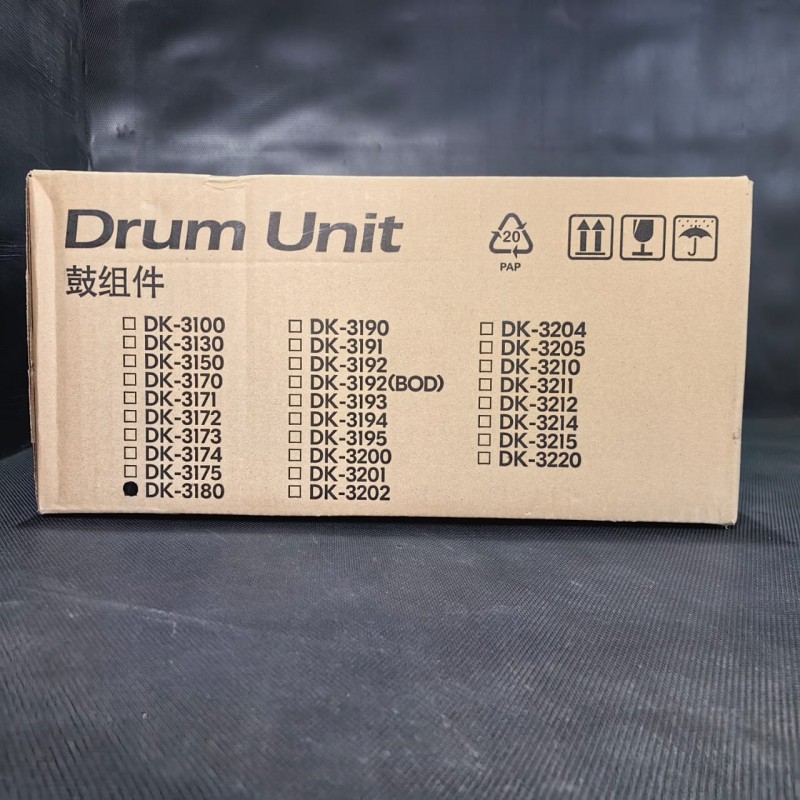 Drum Unit
鼓组件
20
PAP
DK-3100
DK-3130
DK-3150
DK-3170
DK-3171
DK-3172
DK-3173
DK-3174
DK-3175
DK-3180
DK-3190
DK-3191
DK-3192
DK-3192(BOD)
DK-3193
DK-3194
DK-3195
DK-3200
DK-3201
DK-3202
DK-3204
DK-3205
DK-3210
DK-3211
DK-3212
DK-3214
DK-3215
DK-3220